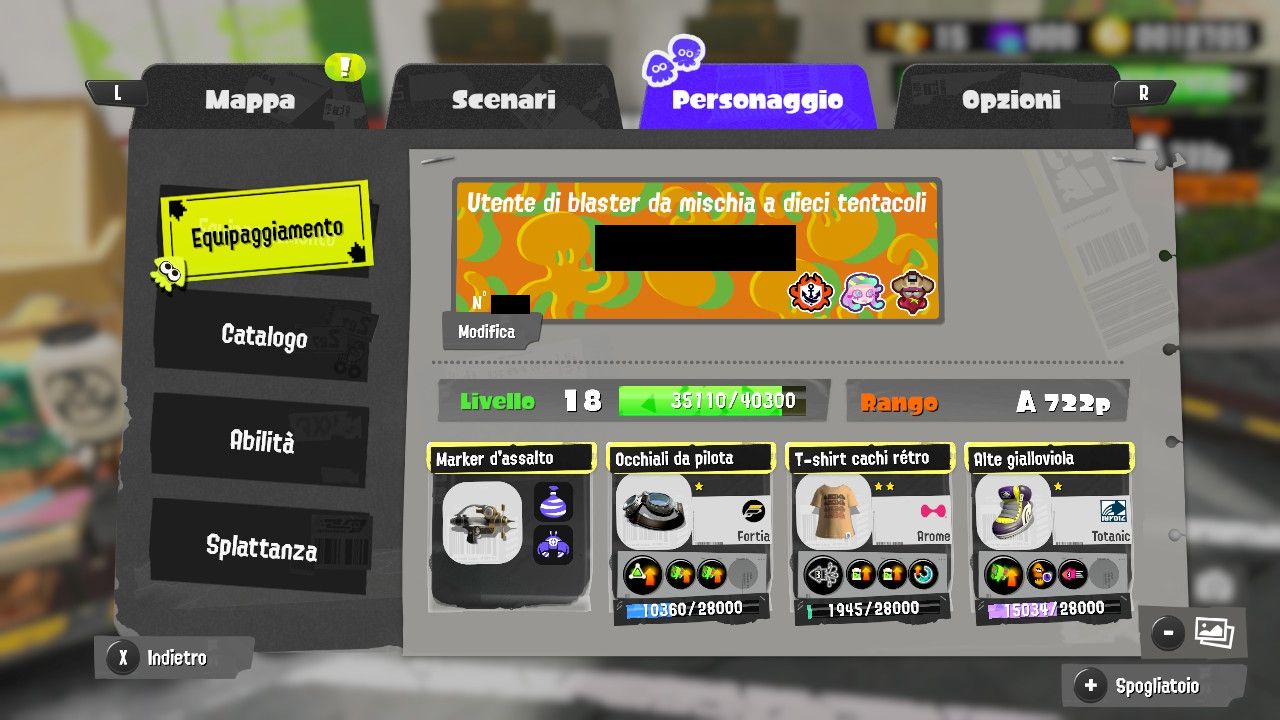 L
Mappa
!
Scenari
Personaggio
Opzioni
R
Equipaggiamento
Catalogo
Abilità
Splattanza
Utente di blaster da mischia a dieci tentacoli
N°
Modifica
Livello 18 35110/40300
Rango A 722p
Marker d'assalto
Occhiali da pilota
Fortia
10360/28000
T-shirt cachi rétro
Arome
1945/28000
Alte gialloviola
Totanic
15034/28000
X Indietro
-
+ Spogliatoio